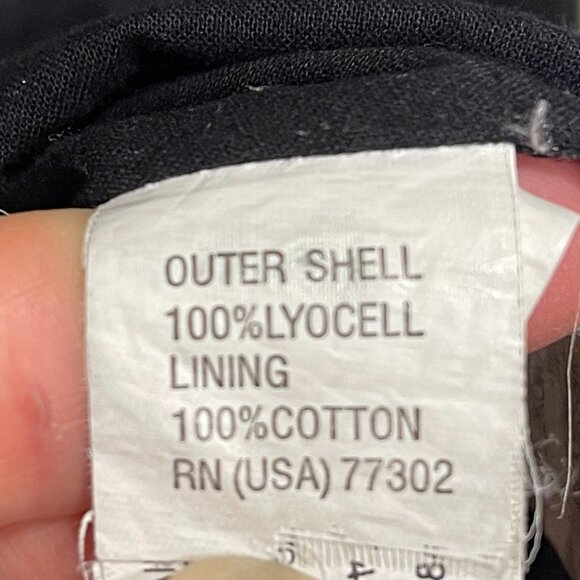 OUTER SHELL
100%LYOCELL
LINING
100%COTTON
RN (USA) 77302